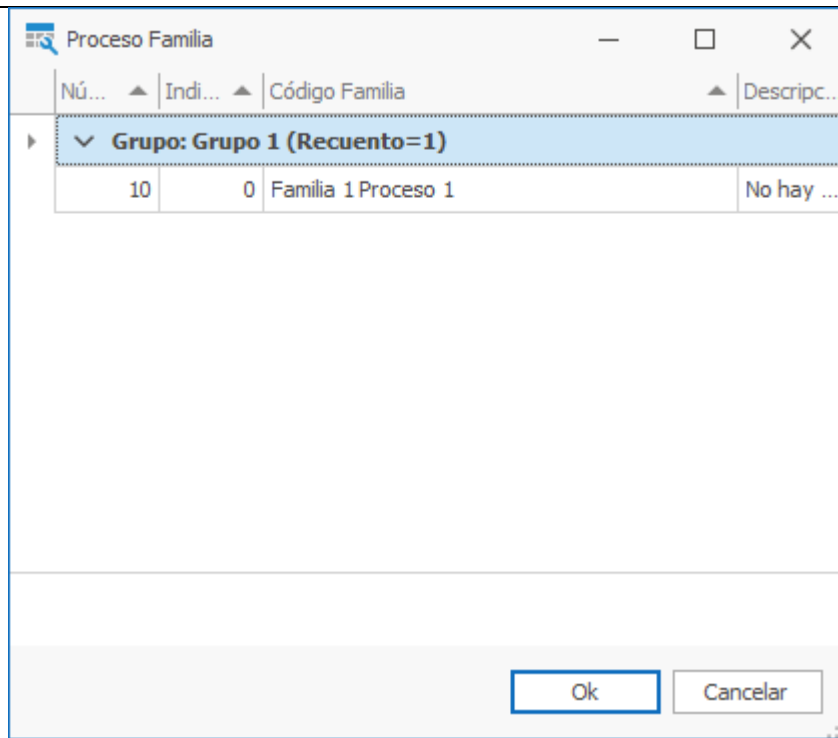 Proceso Familia
Nú... Indi... Código Familia Descripc...
Grupo: Grupo 1 (Recuento=1)
10 0 Familia 1 Proceso 1 No hay ...
Ok Cancelar